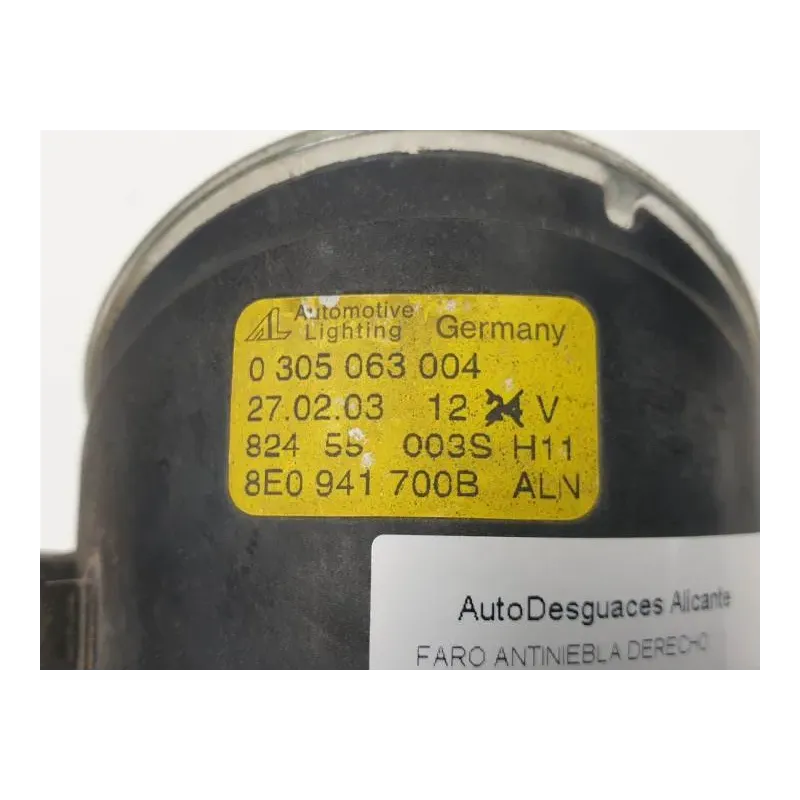 AL Automotive Lighting Germany
0 305 063 004
27.02.03 12 24 V
824 55 003S H11
8E0 941 700B ALN
AutoDesguaces Alicante
FARO ANTINIEBLA DERECHO